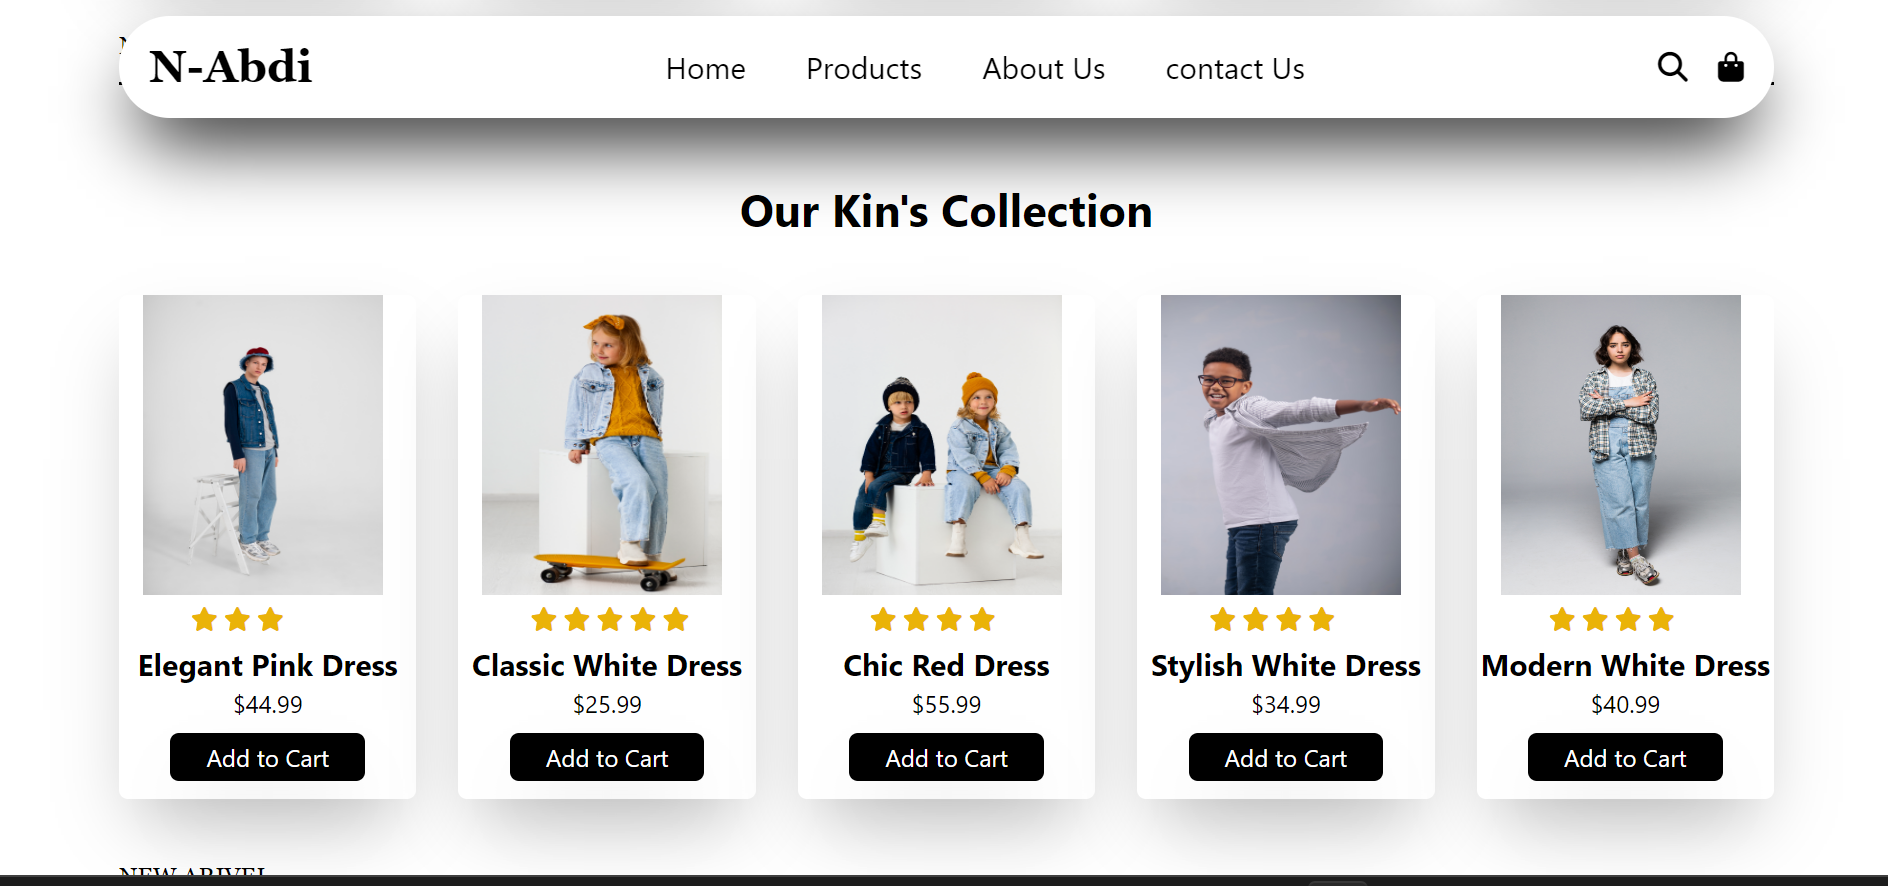 N-Abdi
Home Products About Us contact Us
Our Kin's Collection
Elegant Pink Dress
$44.99
Add to Cart
Classic White Dress
$25.99
Add to Cart
Chic Red Dress
$55.99
Add to Cart
Stylish White Dress
$34.99
Add to Cart
Modern White Dress
$40.99
Add to Cart
NEW ARIVEL